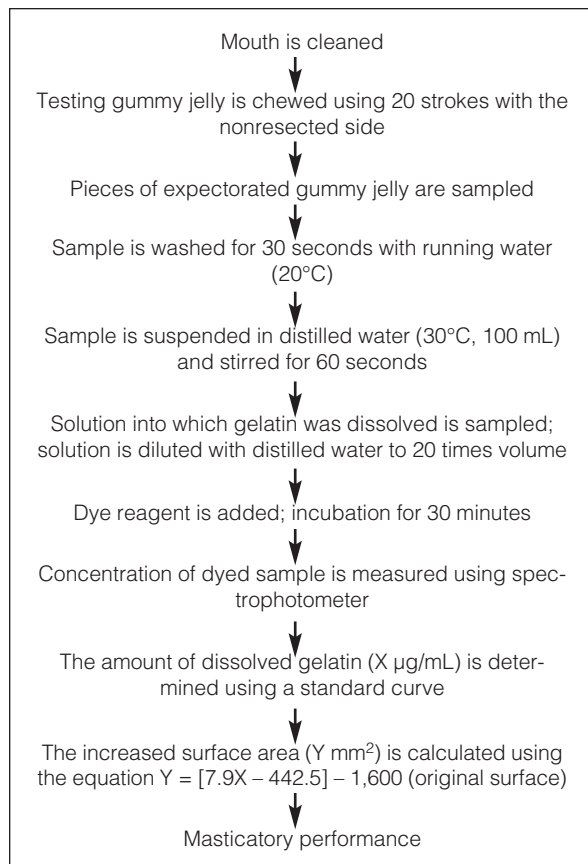 Mouth is cleaned
Testing gummy jelly is chewed using 20 strokes with the
nonresected side
Pieces of expectorated gummy jelly are sampled
Sample is washed for 30 seconds with running water
(20°C)
Sample is suspended in distilled water (30°C, 100 mL)
and stirred for 60 seconds
Solution into which gelatin was dissolved is sampled;
solution is diluted with distilled water to 20 times volume
Dye reagent is added; incubation for 30 minutes
Concentration of dyed sample is measured using spec-
trophotometer
The amount of dissolved gelatin (X µg/mL) is deter-
mined using a standard curve
The increased surface area (Y mm²) is calculated using
the equation Y = [7.9X – 442.5] – 1,600 (original surface)
Masticatory performance